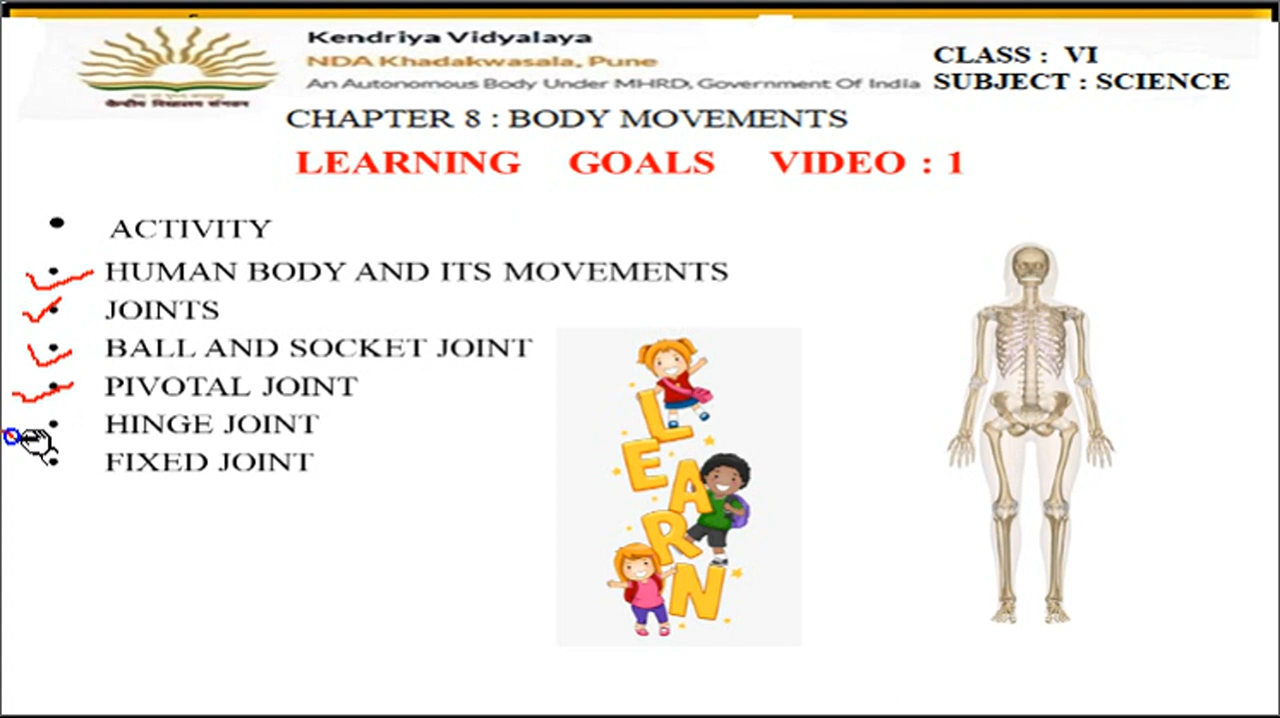 Kendriya Vidyalaya
NDA Khadakwasala, Pune
An Autonomous Body Under MHRD, Government Of India
केन्द्रीय विद्यालय संगठन
CLASS : VI
SUBJECT : SCIENCE
CHAPTER 8 : BODY MOVEMENTS
LEARNING GOALS VIDEO : 1
• ACTIVITY
• HUMAN BODY AND ITS MOVEMENTS
• JOINTS
• BALL AND SOCKET JOINT
• PIVOTAL JOINT
• HINGE JOINT
• FIXED JOINT
LEARN